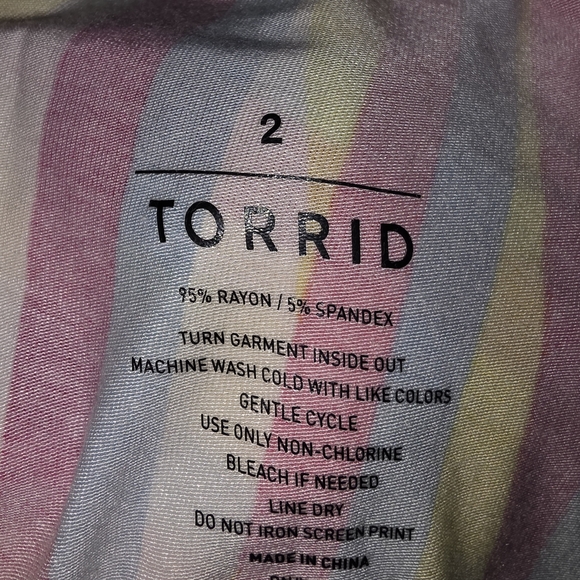 2
TORRID
95% RAYON / 5% SPANDEX
TURN GARMENT INSIDE OUT
MACHINE WASH COLD WITH LIKE COLORS
GENTLE CYCLE
USE ONLY NON-CHLORINE
BLEACH IF NEEDED
LINE DRY
DO NOT IRON SCREEN PRINT
MADE IN CHINA